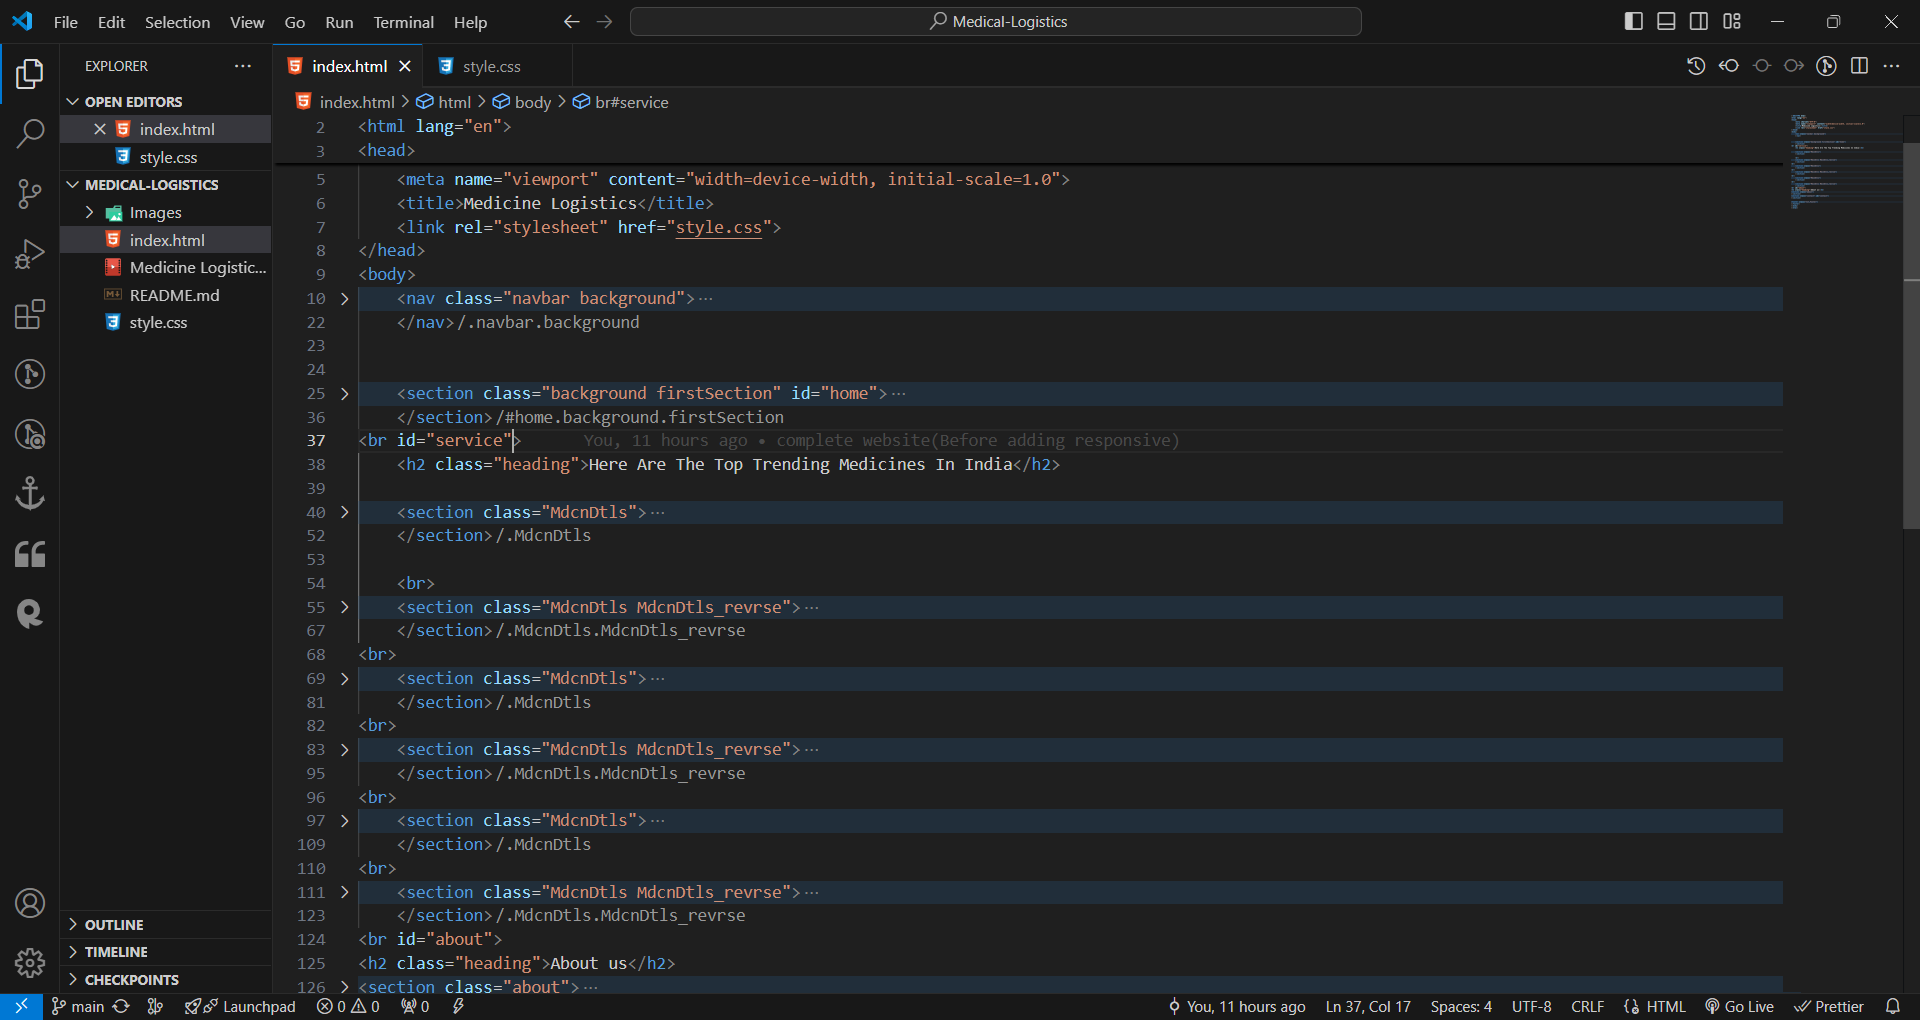 File Edit Selection View Go Run Terminal Help
Medical-Logistics
EXPLORER
OPEN EDITORS
index.html
style.css
MEDICAL-LOGISTICS
Images
index.html
Medicine Logistic...
README.md
style.css
OUTLINE
TIMELINE
CHECKPOINTS
index.html style.css
index.html > html > body > br#service
2 <html lang="en">
3 <head>
5 <meta name="viewport" content="width=device-width, initial-scale=1.0">
6 <title>Medicine Logistics</title>
7 <link rel="stylesheet" href="style.css">
8 </head>
9 <body>
10 <nav class="navbar background">···
22 </nav>/.navbar.background
23
24
25 <section class="background firstSection" id="home">···
36 </section>/#home.background.firstSection
37 <br id="service"> You, 11 hours ago • complete website(Before adding responsive)
38 <h2 class="heading">Here Are The Top Trending Medicines In India</h2>
39
40 <section class="MdcnDtls">···
52 </section>/.MdcnDtls
53
54 <br>
55 <section class="MdcnDtls MdcnDtls_revrse">···
67 </section>/.MdcnDtls.MdcnDtls_revrse
68 <br>
69 <section class="MdcnDtls">···
81 </section>/.MdcnDtls
82 <br>
83 <section class="MdcnDtls MdcnDtls_revrse">···
95 </section>/.MdcnDtls.MdcnDtls_revrse
96 <br>
97 <section class="MdcnDtls">···
109 </section>/.MdcnDtls
110 <br>
111 <section class="MdcnDtls MdcnDtls_revrse">···
123 </section>/.MdcnDtls.MdcnDtls_revrse
124 <br id="about">
125 <h2 class="heading">About us</h2>
126 <section class="about">···
main Launchpad 0 0 0 You, 11 hours ago Ln 37, Col 17 Spaces: 4 UTF-8 CRLF {} HTML Go Live Prettier